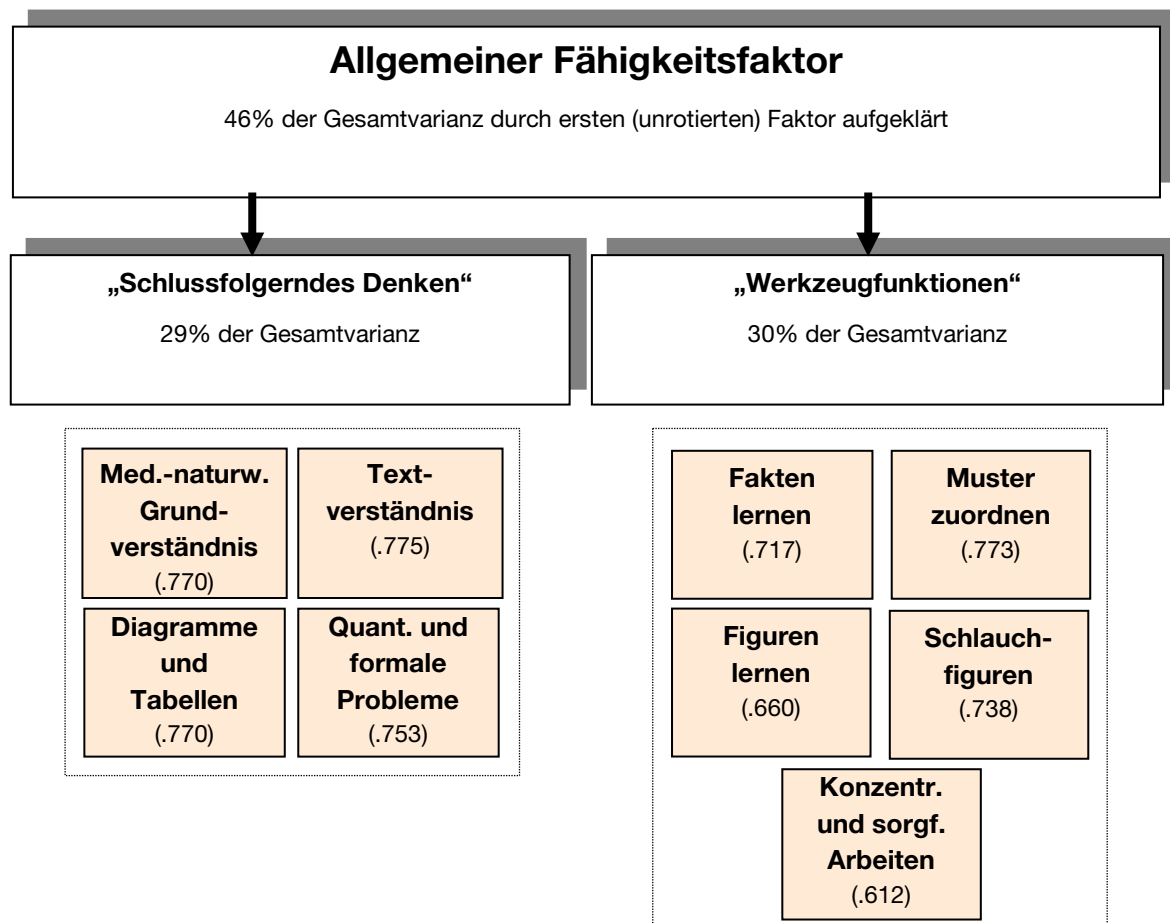 Allgemeiner Fähigkeitsfaktor
46% der Gesamtvarianz durch ersten (unrotierten) Faktor aufgeklärt
„Schlussfolgerndes Denken“
29% der Gesamtvarianz
„Werkzeugfunktionen“
30% der Gesamtvarianz
Med.-naturw.
Grund-
verständnis
(.770)
Text-
verständnis
(.775)
Diagramme
und
Tabellen
(.770)
Quant. und
formale
Probleme
(.753)
Fakten
lernen
(.717)
Muster
zuordnen
(.773)
Figuren
lernen
(.660)
Schlauch-
figuren
(.738)
Konzentr.
und sorgf.
Arbeiten
(.612)